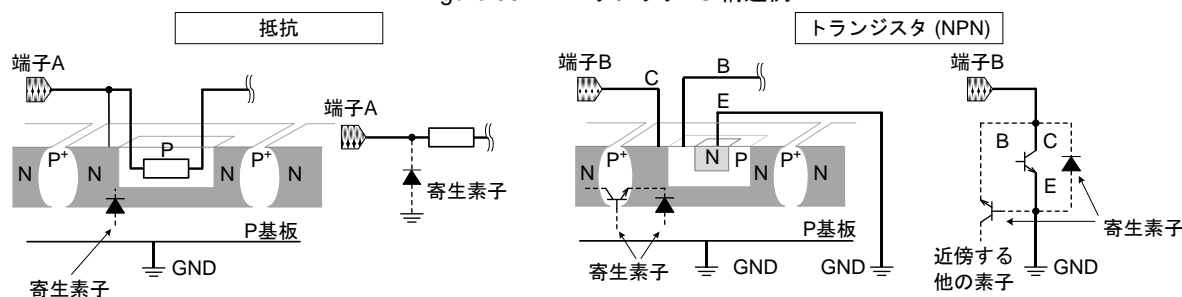 抵抗
端子A
P
N
P+
N
P+
N
P基板
GND
寄生素子
端子A
寄生素子
トランジスタ (NPN)
端子B
C
B
E
N
P+
N
N
P
P+
N
P基板
寄生素子
GND
GND
端子B
B
C
E
寄生素子
近傍する
他の素子